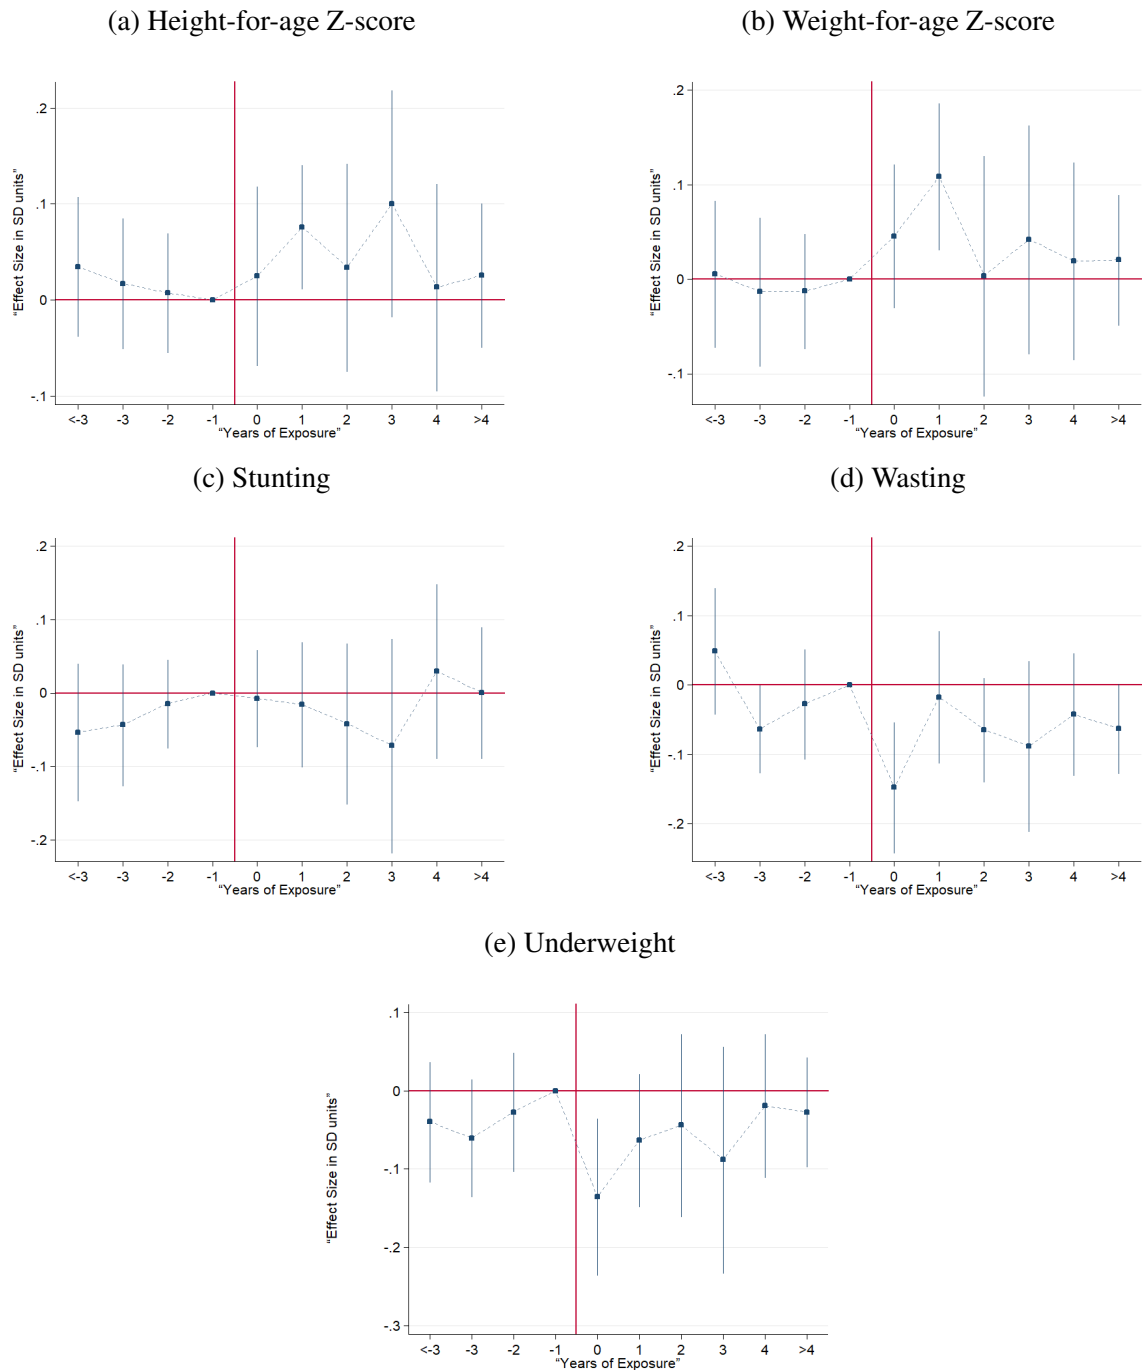 (a) Height-for-age Z-score
“Effect Size in SD units”
.2
.1
0
-.1
<-3 -3 -2 -1 0 1 2 3 4 >4
“Years of Exposure”
(b) Weight-for-age Z-score
“Effect Size in SD units”
.2
.1
0
-.1
<-3 -3 -2 -1 0 1 2 3 4 >4
“Years of Exposure”
(c) Stunting
“Effect Size in SD units”
.2
.1
0
-.1
-.2
<-3 -3 -2 -1 0 1 2 3 4 >4
“Years of Exposure”
(d) Wasting
“Effect Size in SD units”
.2
.1
0
-.1
-.2
<-3 -3 -2 -1 0 1 2 3 4 >4
“Years of Exposure”
(e) Underweight
“Effect Size in SD units”
.1
0
-.1
-.2
-.3
<-3 -3 -2 -1 0 1 2 3 4 >4
“Years of Exposure”